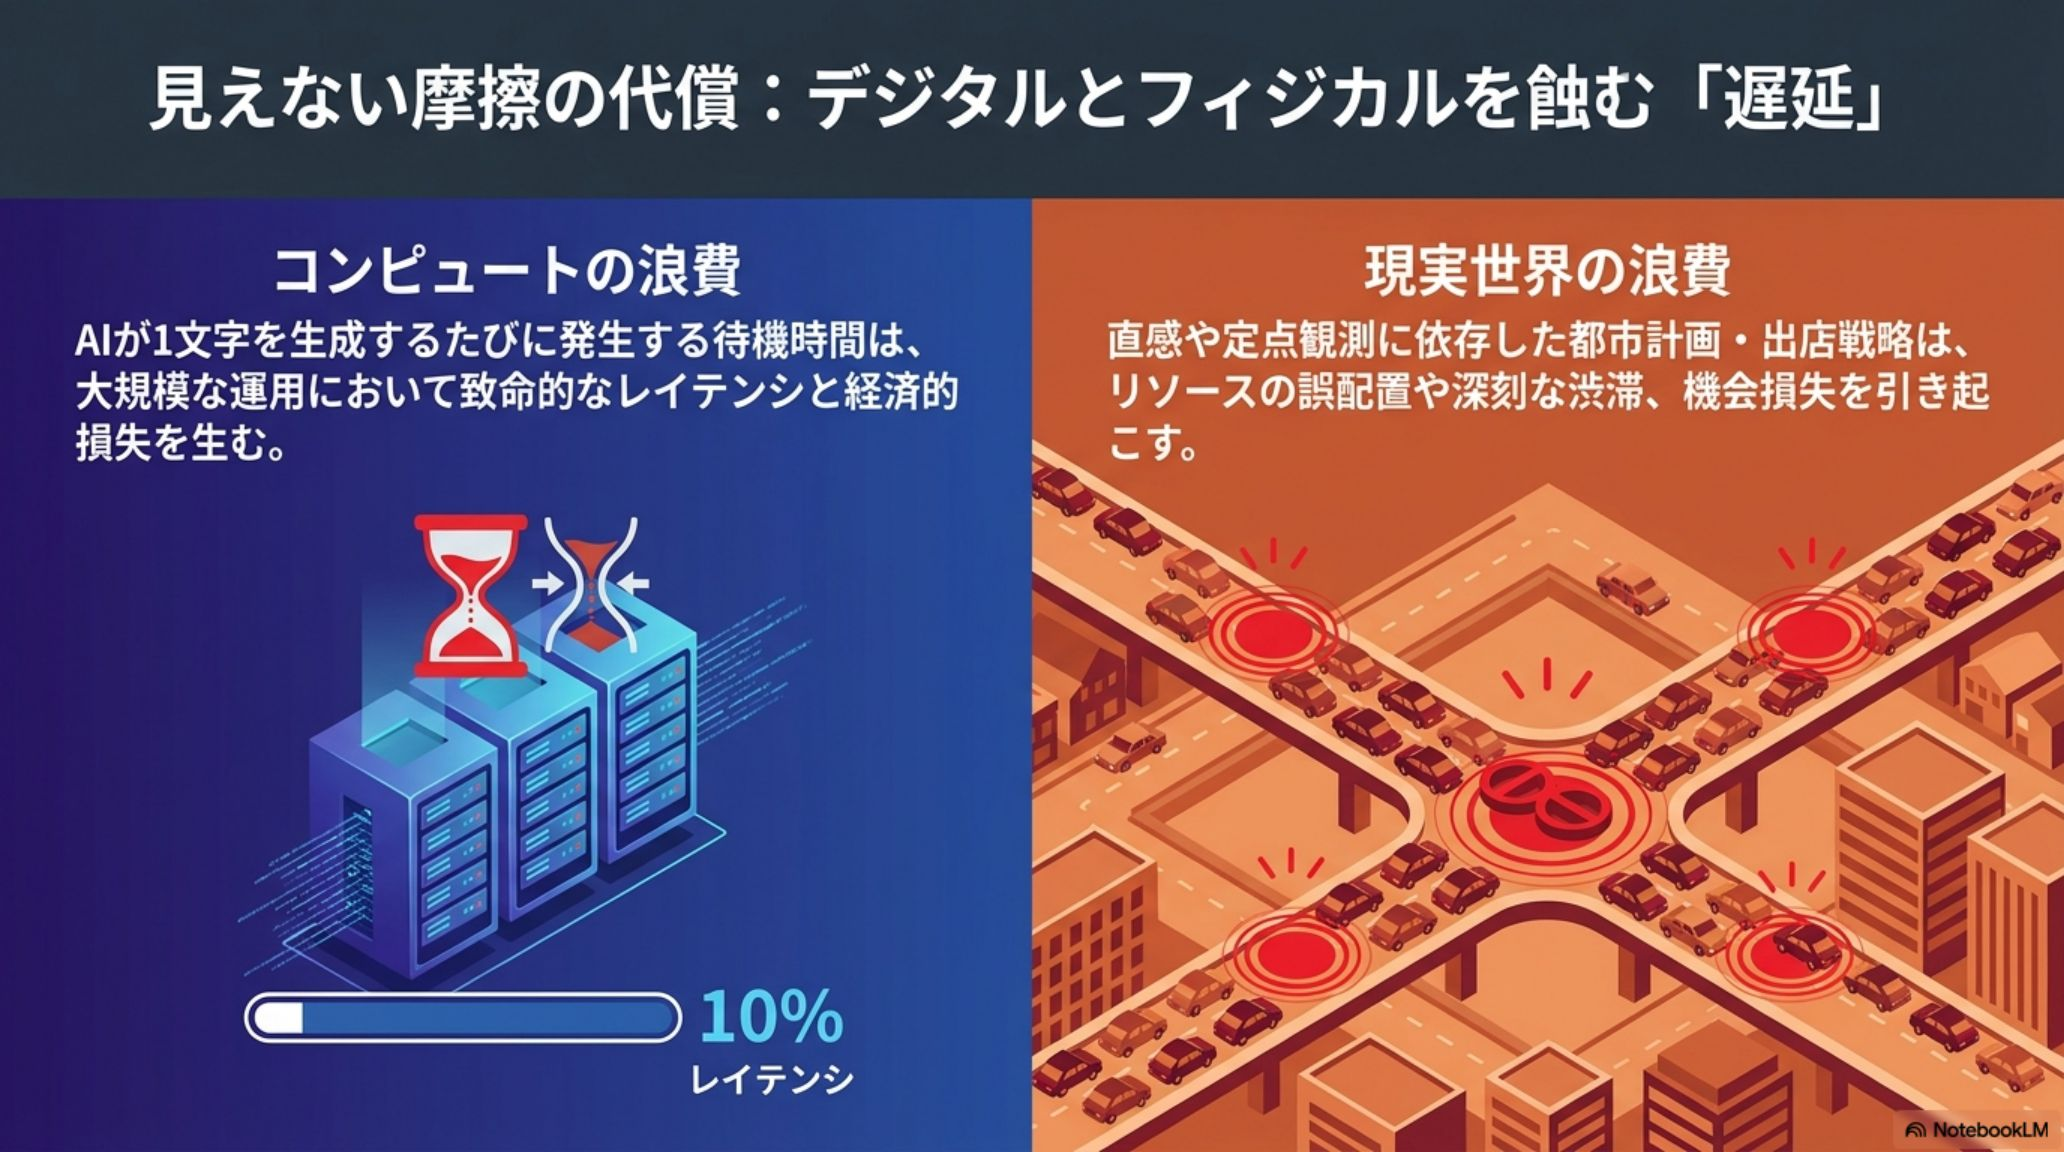 見えない摩擦の代償：デジタルとフィジカルを蝕む「遅延」
コンピュートの浪費
AIが1文字を生成するたびに発生する待機時間は、
大規模な運用において致命的なレイテンシと経済的
損失を生む。
10%
レイテンシ
現実世界の浪費
直感や定点観測に依存した都市計画・出店戦略は、
リソースの誤配置や深刻な渋滞、機会損失を引き起
こす。
NotebookLM